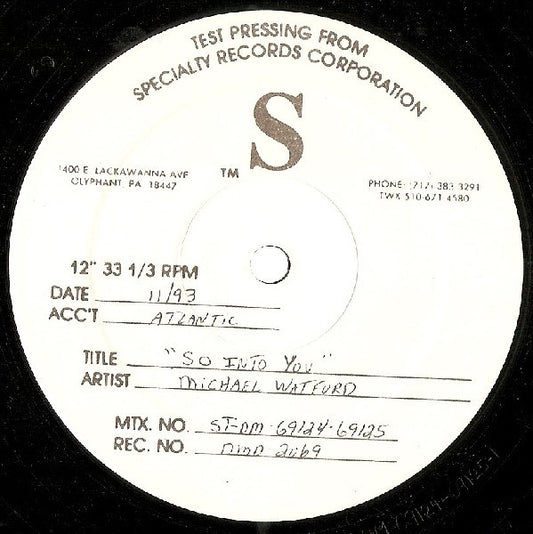 TEST PRESSING FROM
SPECIALTY RECORDS CORPORATION
S
TM
1400 E. LACKAWANNA AVE
OLYPHANT, PA 18447
PHONE: (717) 383 3291
TWX 510-671-4580
12" 33 1/3 RPM
DATE 11/93
ACC'T ATLANTIC
TITLE "SO INTO YOU"
ARTIST MICHAEL WATFORD
MTX. NO. ST-DM-69124-69125
REC. NO. DMD 2069